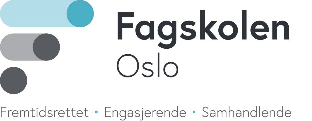 Fagskolen
Oslo
Fremtidsrettet • Engasjerende • Samhandlende